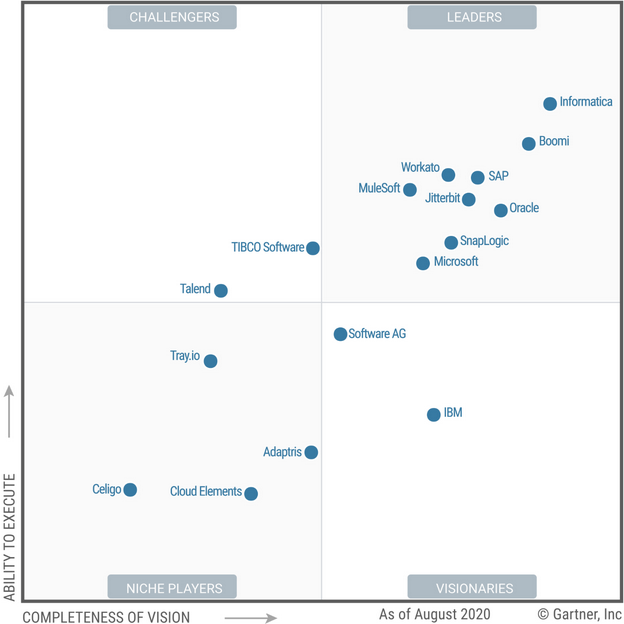 CHALLENGERS
LEADERS
Informatica
Boomi
Workato
SAP
MuleSoft
Jitterbit
Oracle
SnapLogic
TIBCO Software
Microsoft
Talend
Software AG
Tray.io
IBM
Adaptris
Celigo
Cloud Elements
ABILITY TO EXECUTE
NICHE PLAYERS
VISIONARIES
COMPLETENESS OF VISION
As of August 2020
© Gartner, Inc